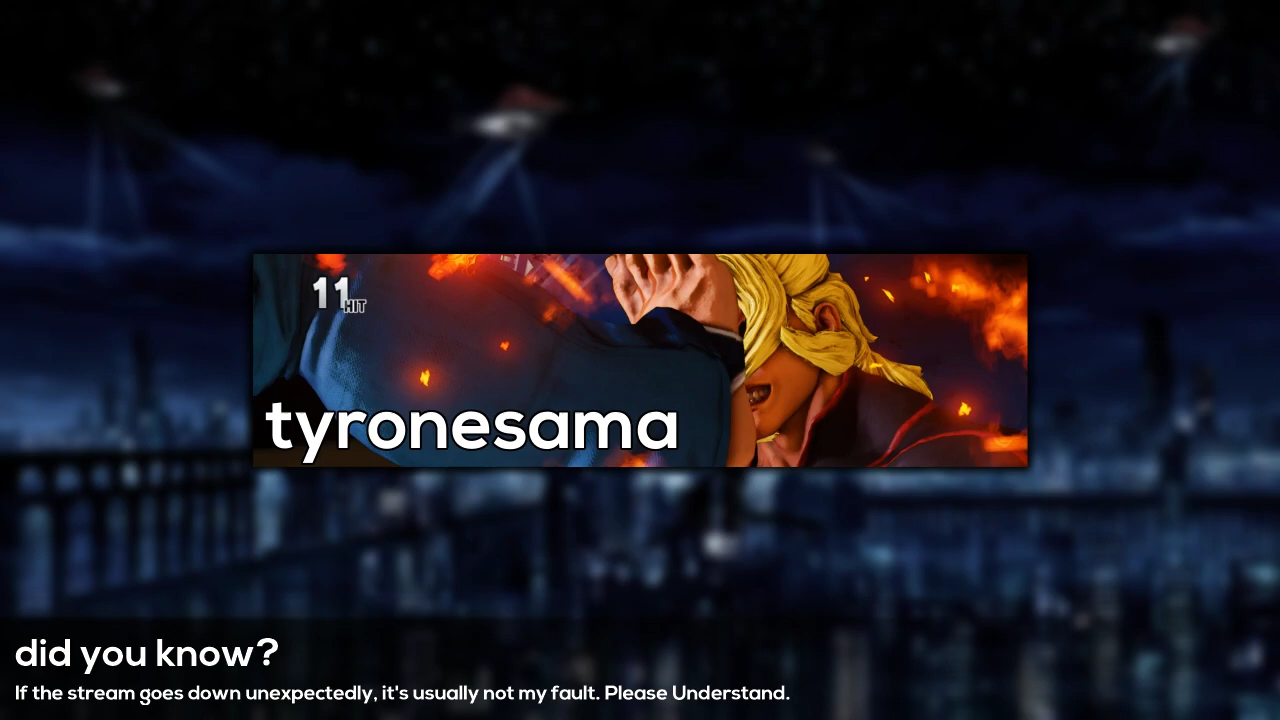 11
HIT
tyronesama
did you know?
If the stream goes down unexpectedly, it's usually not my fault. Please Understand.